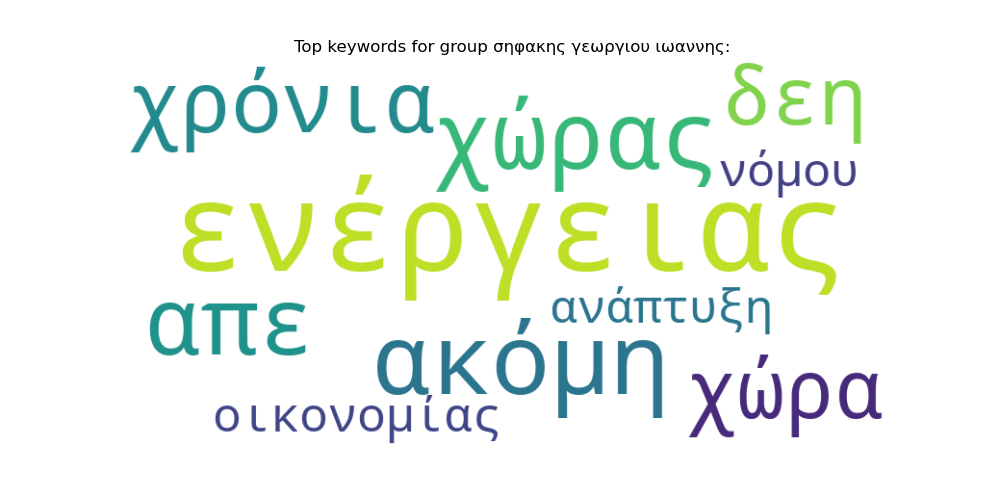 Top keywords for group σηφακης γεωργιου ιωαννης:
χρόνια
χώρας
δεη
νόμου
ενέργειας
απε
ανάπτυξη
ακόμη
χώρα
οικονομίας